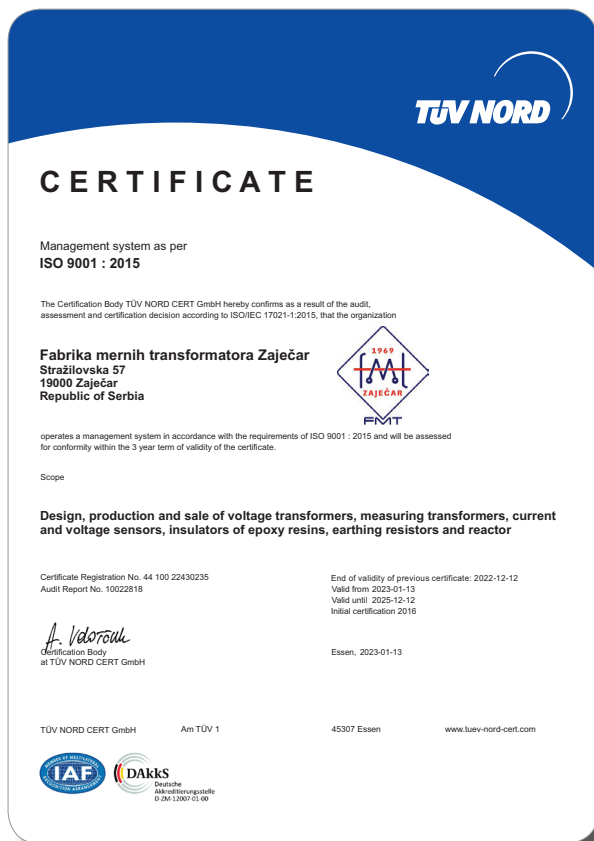 TÜV NORD
CERTIFICATE
Management system as per
ISO 9001 : 2015
The Certification Body TÜV NORD CERT GmbH hereby confirms as a result of the audit,
assessment and certification decision according to ISO/IEC 17021-1:2015, that the organization
Fabrika mernih transformatora Zaječar
Stražilovska 57
19000 Zaječar
Republic of Serbia
1969
ZAJEČAR
FMT
operates a management system in accordance with the requirements of ISO 9001 : 2015 and will be assessed
for conformity within the 3 year term of validity of the certificate.
Scope
Design, production and sale of voltage transformers, measuring transformers, current
and voltage sensors, insulators of epoxy resins, earthing resistors and reactor
Certificate Registration No. 44 100 22430235
Audit Report No. 10022818
End of validity of previous certificate: 2022-12-12
Valid from 2023-01-13
Valid until 2025-12-12
Initial certification 2016
Certification Body
at TÜV NORD CERT GmbH
Essen, 2023-01-13
TÜV NORD CERT GmbH Am TÜV 1 45307 Essen www.tuev-nord-cert.com
MEMBER OF MULTILATERAL
IAF
RECOGNITION ARRANGEMENT
DAkkS
Deutsche
Akkreditierungsstelle
D-ZM-12007-01-00